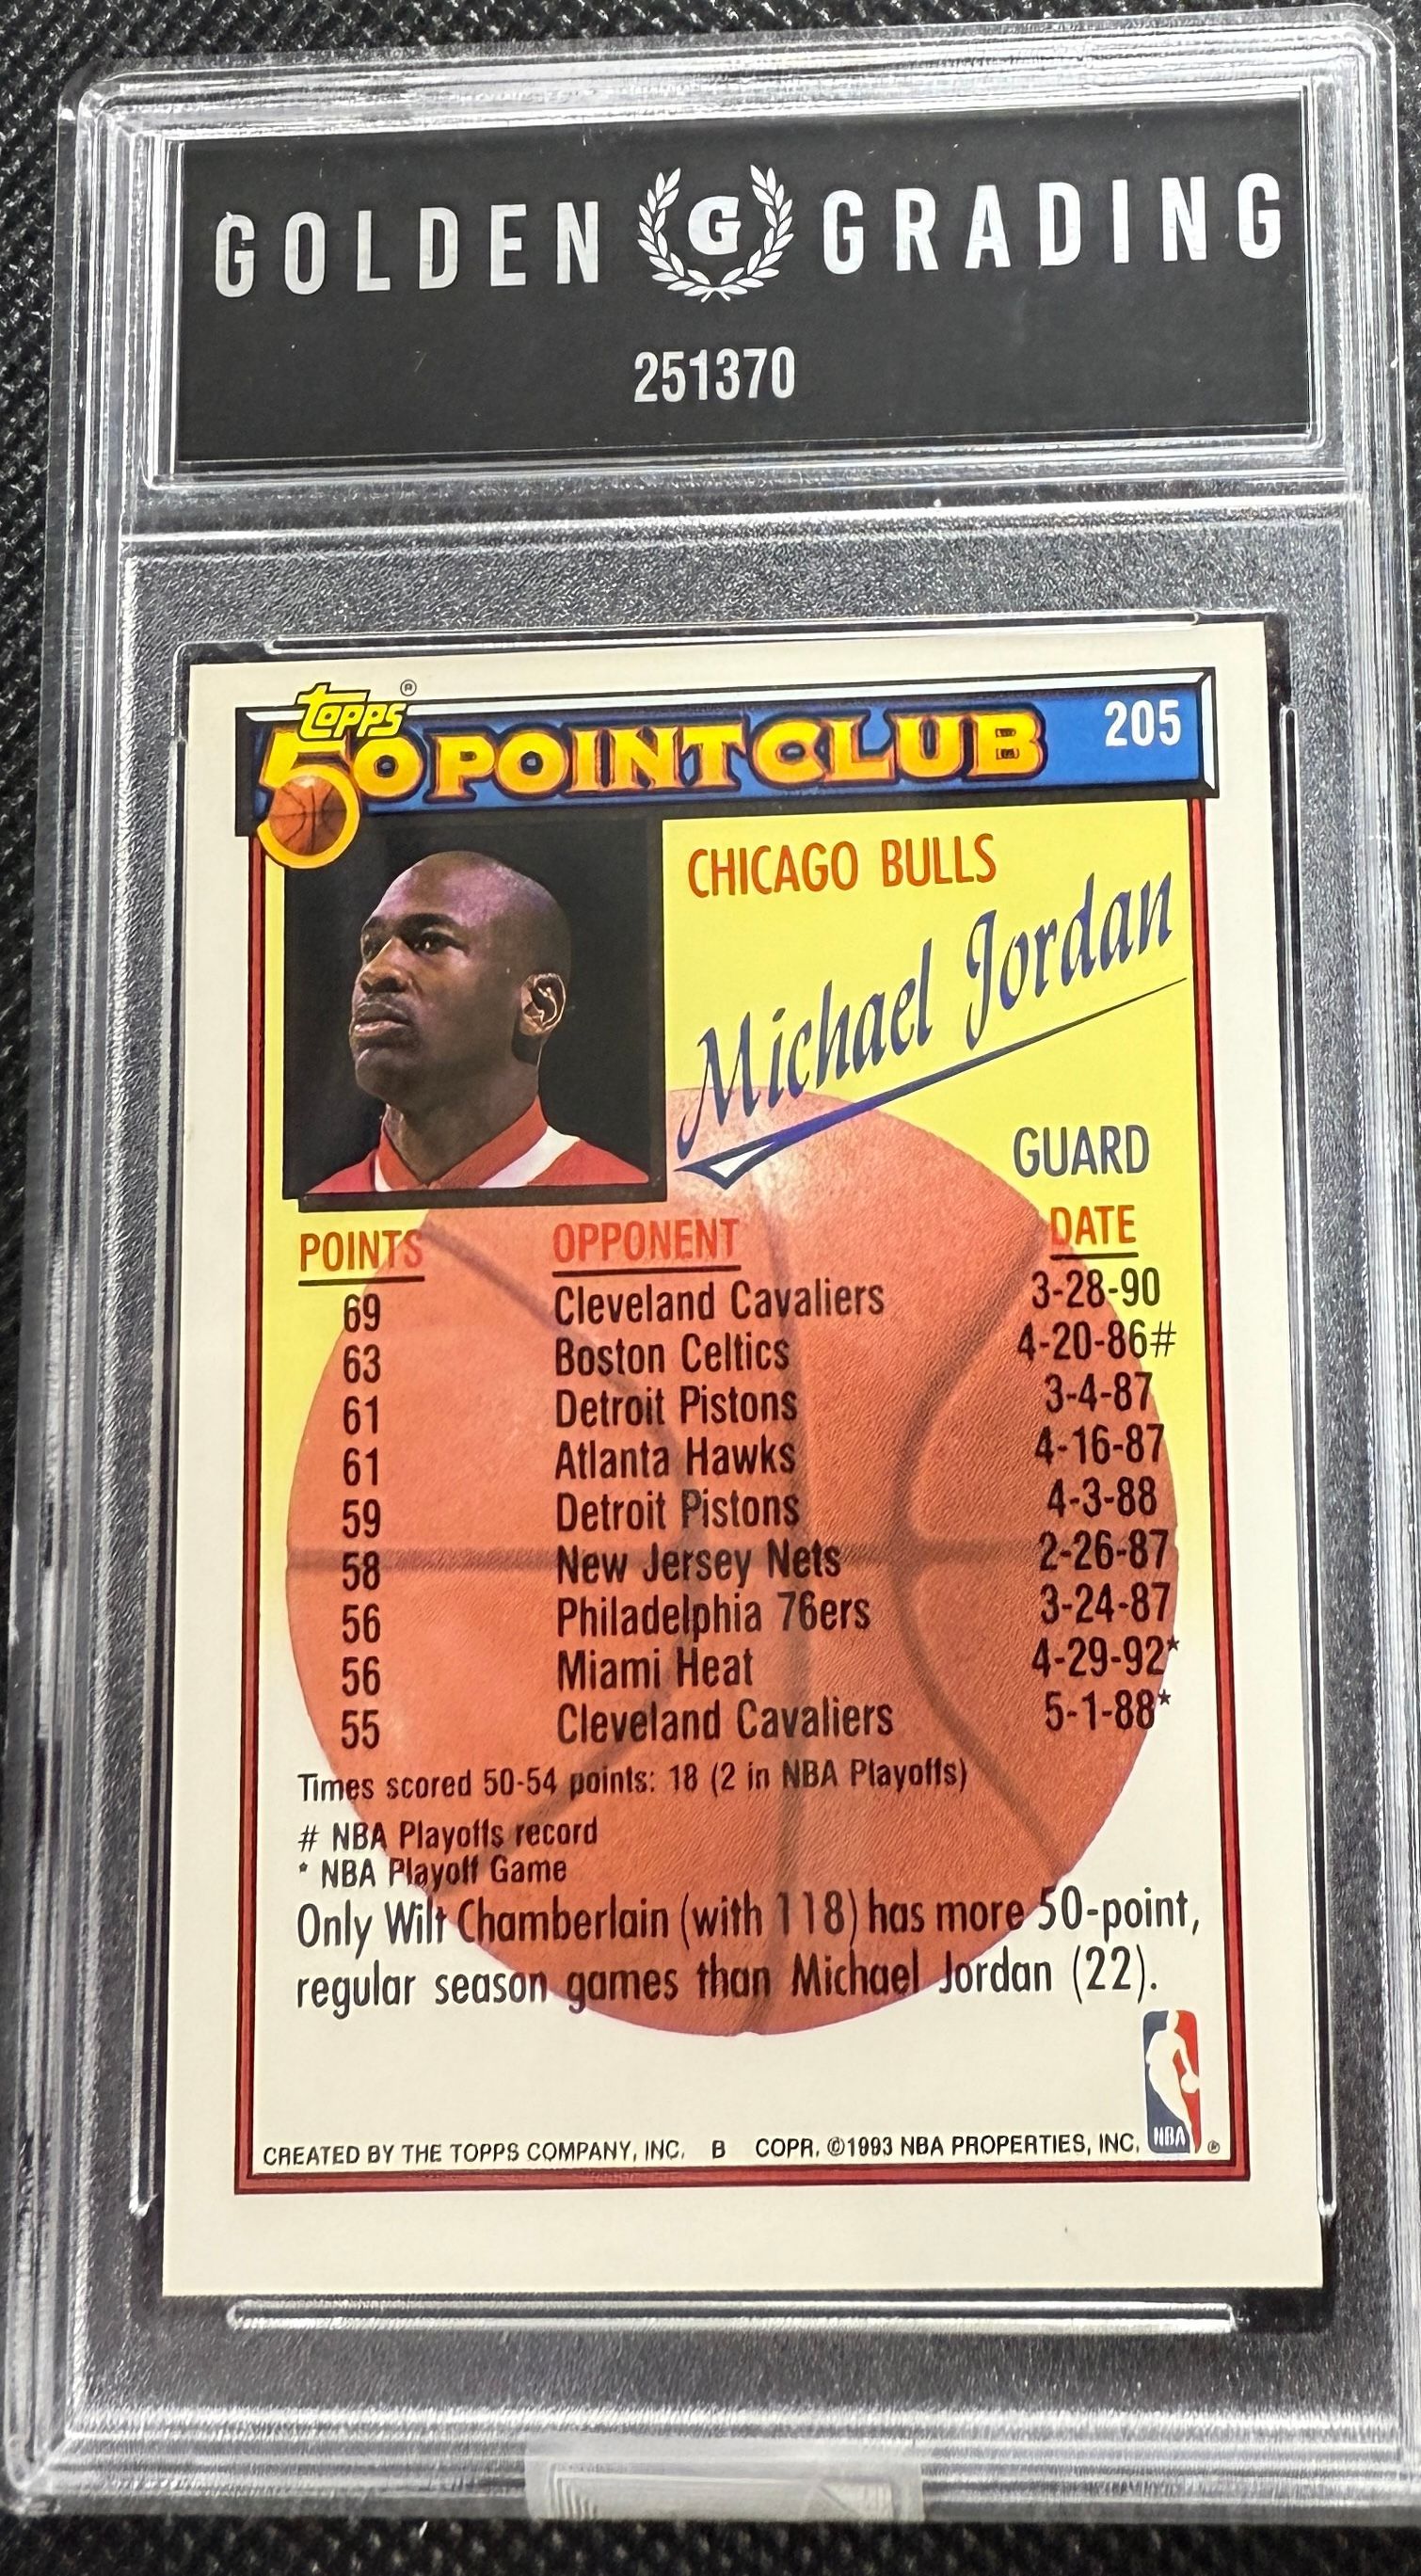 GOLDEN G GRADING
251370
Topps®
50 POINT CLUB 205
CHICAGO BULLS
Michael Jordan
GUARD
POINTS OPPONENT DATE
69 Cleveland Cavaliers 3-28-90
63 Boston Celtics 4-20-86#
61 Detroit Pistons 3-4-87
61 Atlanta Hawks 4-16-87
59 Detroit Pistons 4-3-88
58 New Jersey Nets 2-26-87
56 Philadelphia 76ers 3-24-87
56 Miami Heat 4-29-92*
55 Cleveland Cavaliers 5-1-88*
Times scored 50-54 points: 18 (2 in NBA Playoffs)
# NBA Playoffs record
* NBA Playoff Game
Only Wilt Chamberlain (with 118) has more 50-point,
regular season games than Michael Jordan (22).
CREATED BY THE TOPPS COMPANY, INC. B COPR. ©1993 NBA PROPERTIES, INC. NBA ®